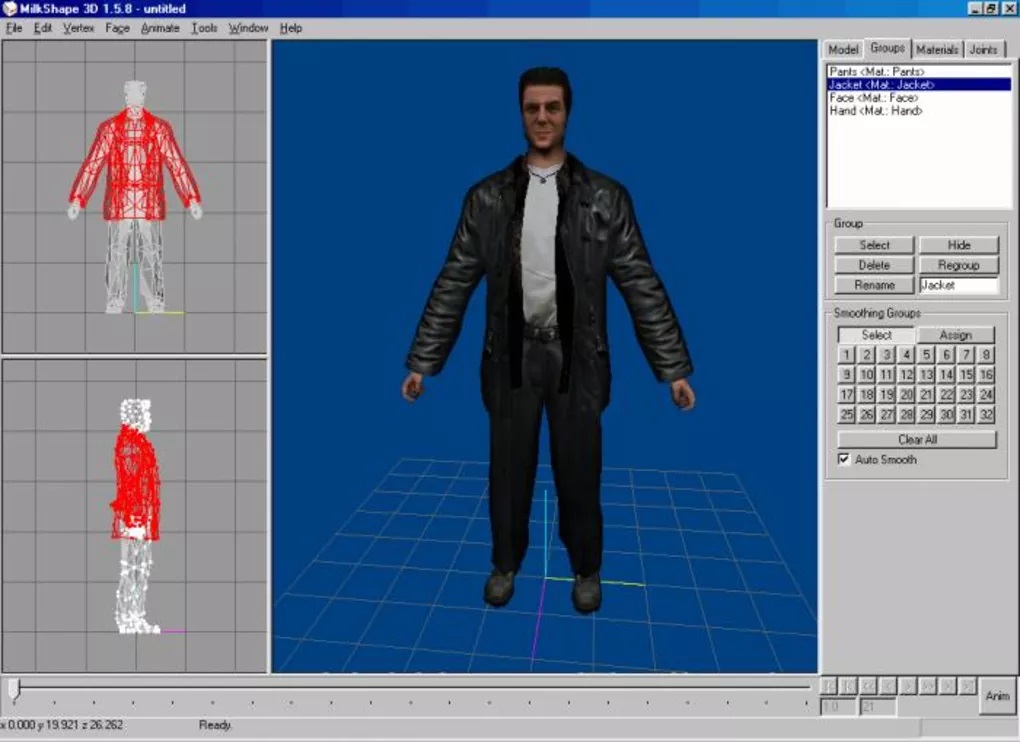 MilkShape 3D 1.5.8 - untitled
File Edit Vertex Face Animate Tools Window Help
Model Groups Materials Joints
Pants <Mat.: Pants>
Jacket <Mat.: Jacket>
Face <Mat.: Face>
Hand <Mat.: Hand>
Group
Select Hide
Delete Regroup
Rename Jacket
Smoothing Groups
Select Assign
1 2 3 4 5 6 7 8
9 10 11 12 13 14 15 16
17 18 19 20 21 22 23 24
25 26 27 28 29 30 31 32
Clear All
Auto Smooth
Anim
1.0 21
x 0.000 y 19.921 z 26.262 Ready.